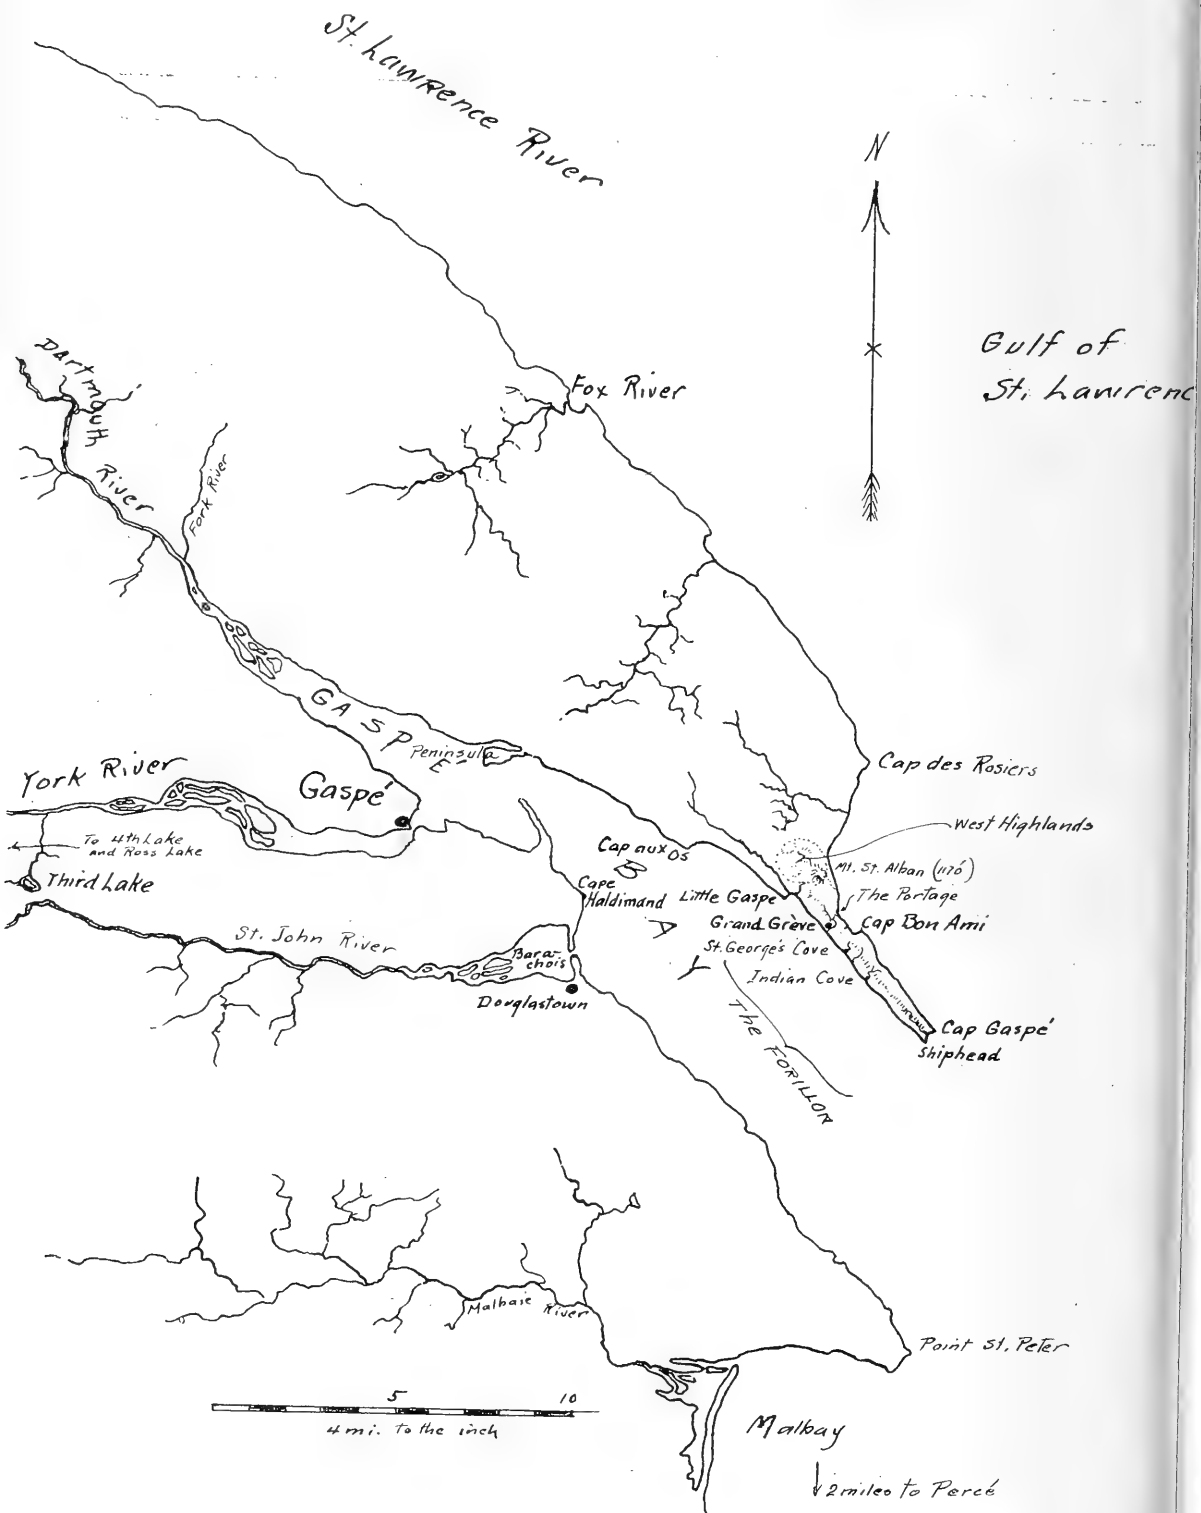 St. Lawrence River
N
Gulf of
St. Lawrenc
Dartmouth River
Fork River
Fox River
GASPÉ
BAY
Peninsula
York River
Gaspé
To 4th Lake
and Ross Lake
Third Lake
Cap des Rosiers
West Highlands
Mt. St. Alban (1170')
The Portage
Cap aux Os
Cape
Haldimand
Little Gaspe
Grand Grève
Cap Bon Ami
St. George's Cove
Indian Cove
St. John River
Bara-
chois
Douglastown
The FORILLON
Cap Gaspé
Shiphead
Malbaie River
Point St. Peter
5 10
4 mi. to the inch
Malbay
2 miles to Percé